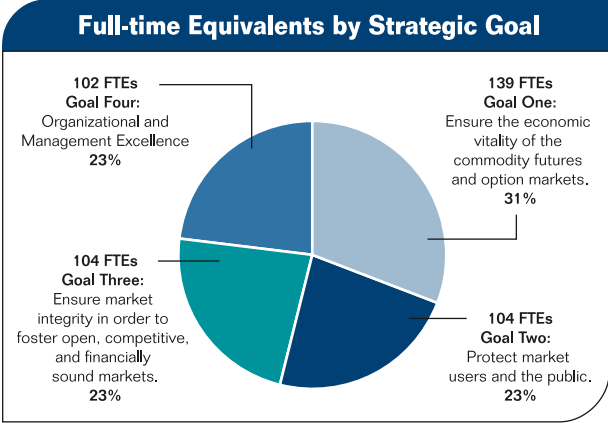 Full-time Equivalents by Strategic Goal
102 FTEs
Goal Four:
Organizational and
Management Excellence
23%
139 FTEs
Goal One:
Ensure the economic
vitality of the
commodity futures
and option markets.
31%
104 FTEs
Goal Three:
Ensure market
integrity in order to
foster open, competitive,
and financially
sound markets.
23%
104 FTEs
Goal Two:
Protect market
users and the public.
23%